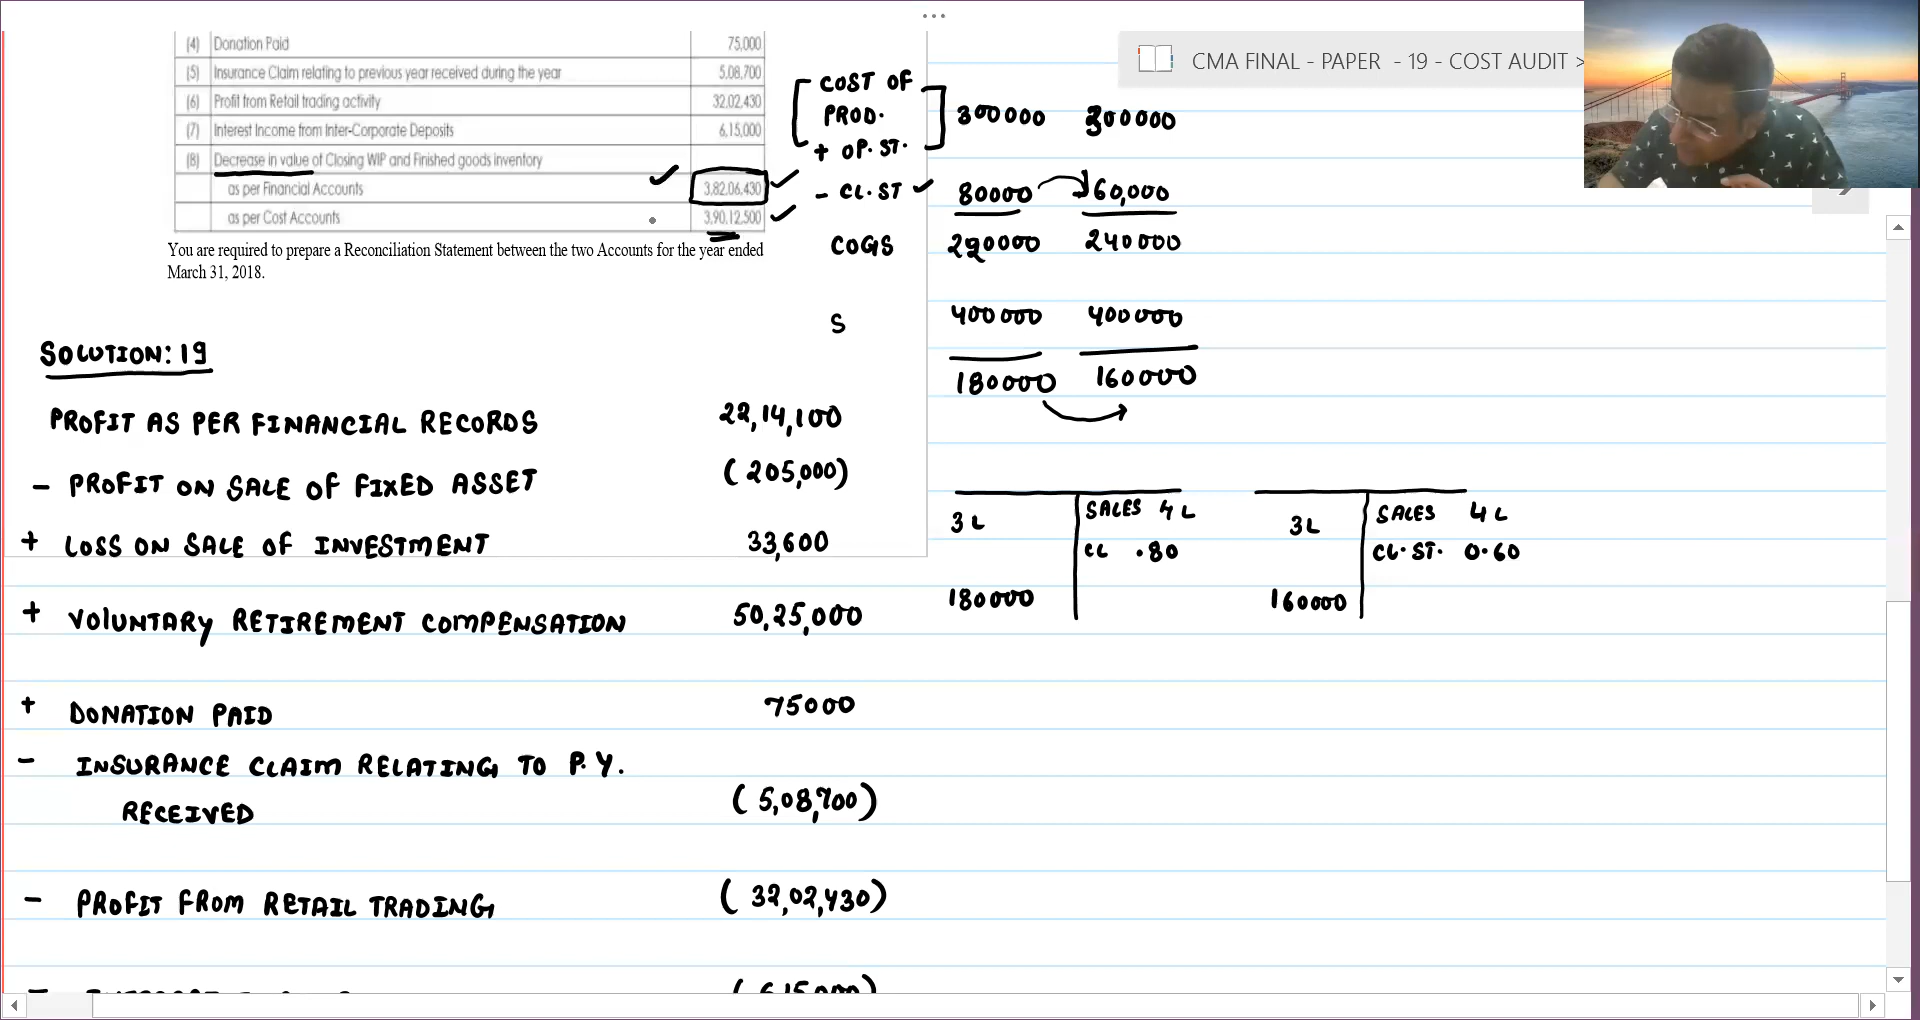 (4) Donation Paid 75,000
(5) Insurance Claim relating to previous year received during the year 5,08,700
(6) Profit from Retail trading activity 32,02,430
(7) Interest Income from Inter-Corporate Deposits 6,15,000
(8) Decrease in value of Closing WIP and Finished goods inventory
as per Financial Accounts 3,82,06,430
as per Cost Accounts 3,90,12,500
You are required to prepare a Reconciliation Statement between the two Accounts for the year ended
March 31, 2018.
CMA FINAL - PAPER - 19 - COST AUDIT >
COST OF
PROD. 300000 300000
+ OP. ST.
- CL. ST 80000 60,000
COGS 220000 240000
S 400000 400000
180000 160000
SALES 4 L
3 L
CL .80
180000
SALES 4 L
3L
CL. ST. 0.60
160000
SOLUTION: 19
PROFIT AS PER FINANCIAL RECORDS 22,14,100
- PROFIT ON SALE OF FIXED ASSET (205,000)
+ LOSS ON SALE OF INVESTMENT 33,600
+ VOLUNTARY RETIREMENT COMPENSATION 50,25,000
+ DONATION PAID 75000
- INSURANCE CLAIM RELATING TO P.Y.
RECEIVED (5,08,700)
- PROFIT FROM RETAIL TRADING (32,02,430)